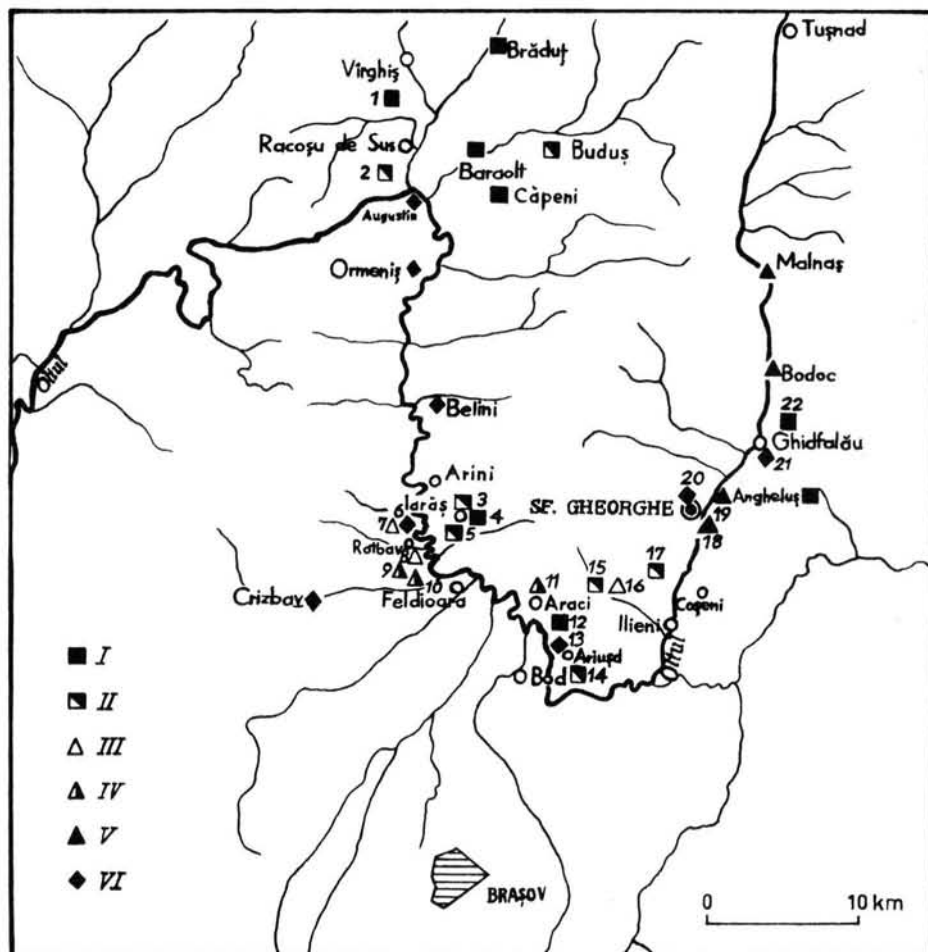 Tușnad
Brăduț
Vîrghiș
1
Racoșu de Sus
2
Baraolt
Buduș
Căpeni
Augustin
Ormeniș
Malnaș
Oltul
Bodoc
Belini
22
Ghidfalău
21
Arini
20
Angheluș
Iarăș
3
6
7
4
SF. GHEORGHE
19
5
18
Rotbav
8
9
10
17
11
15
16
Crizbav
Feldioara
Araci
Coșeni
12
Ilieni
13
Ariușd
Oltul
Bod
14
I
II
III
IV
V
VI
BRAȘOV
0 10 km